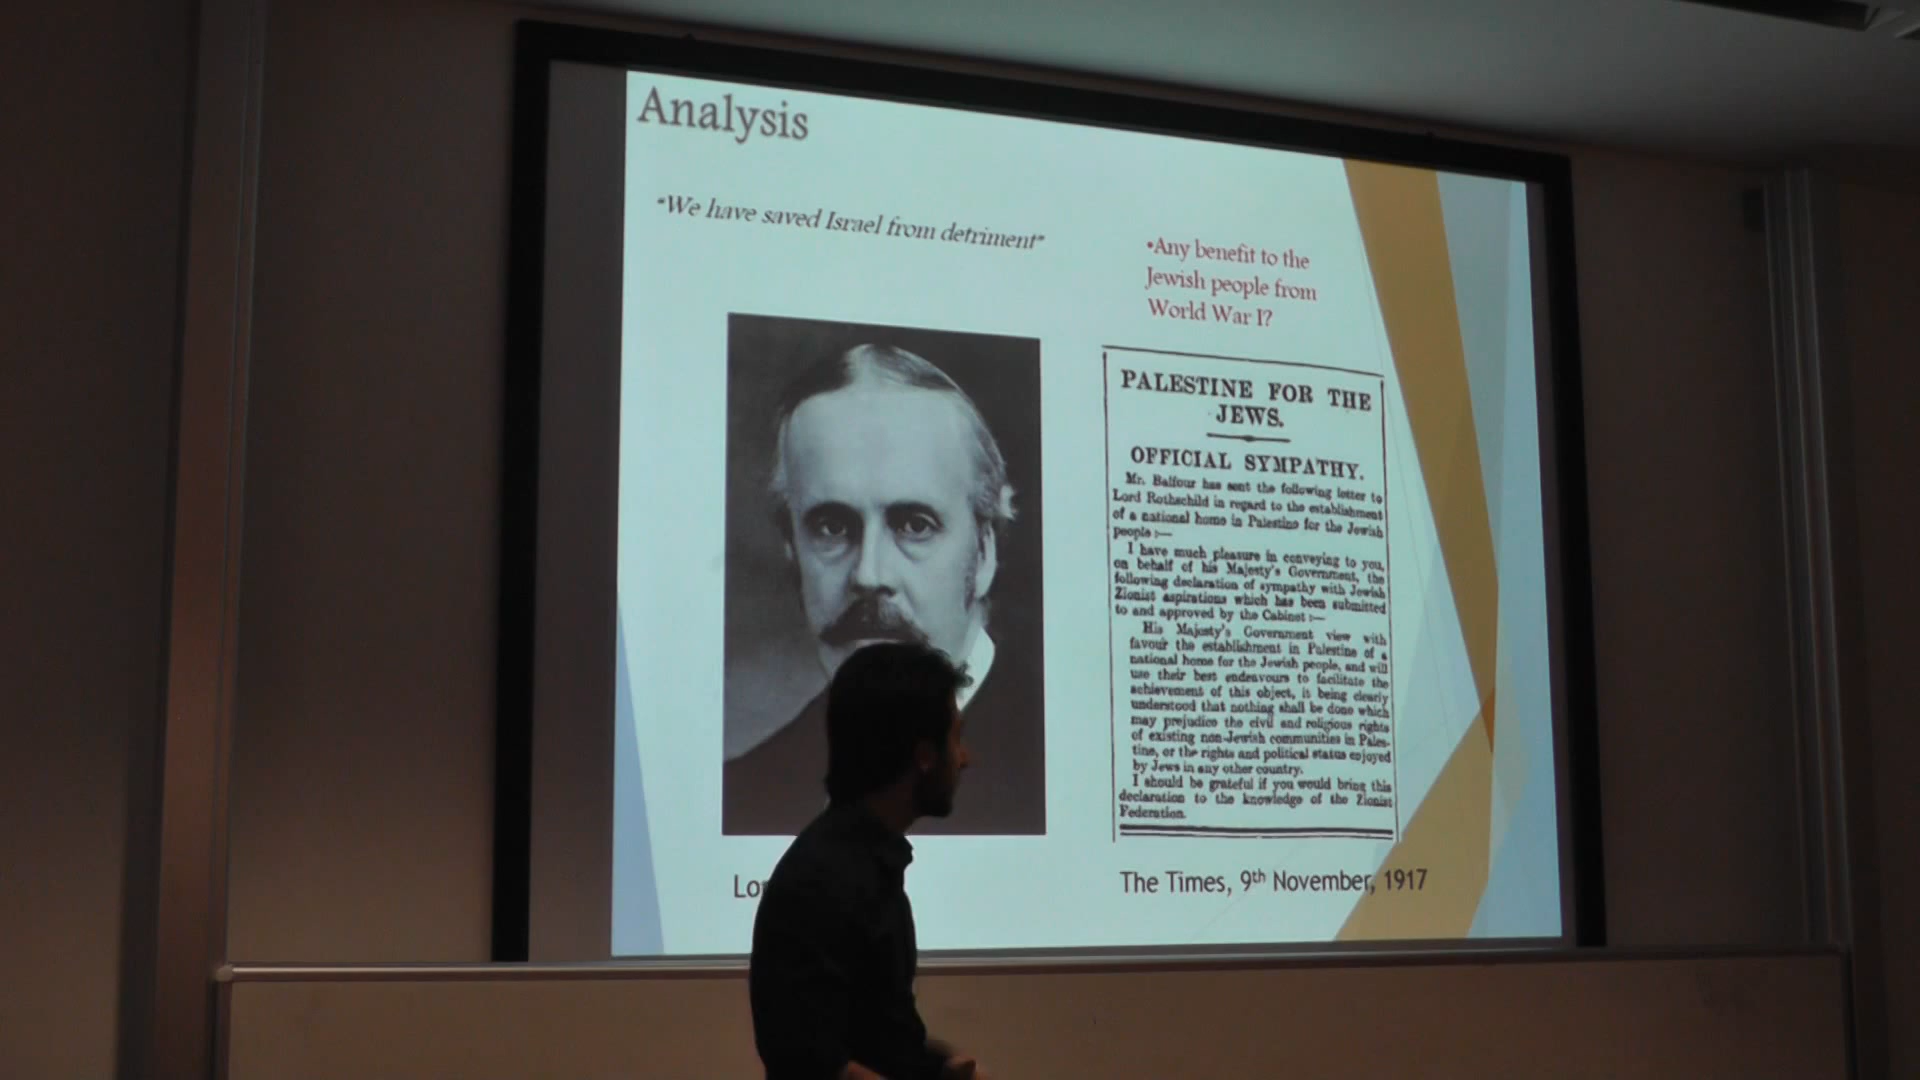 Analysis
"We have saved Israel from detriment"
•Any benefit to the
Jewish people from
World War I?
PALESTINE FOR THE
JEWS.
OFFICIAL SYMPATHY.
Mr. Balfour has sent the following letter to
Lord Rothschild in regard to the establishment
of a national home in Palestine for the Jewish
people :—
I have much pleasure in conveying to you,
on behalf of his Majesty's Government, the
following declaration of sympathy with Jewish
Zionist aspirations which has been submitted
to and approved by the Cabinet :—
His Majesty's Government view with
favour the establishment in Palestine of a
national home for the Jewish people, and will
use their best endeavours to facilitate the
achievement of this object, it being clearly
understood that nothing shall be done which
may prejudice the civil and religious rights
of existing non-Jewish communities in Pales-
tine, or the rights and political status enjoyed
by Jews in any other country.
I should be grateful if you would bring this
declaration to the knowledge of the Zionist
Federation.
The Times, 9th November, 1917